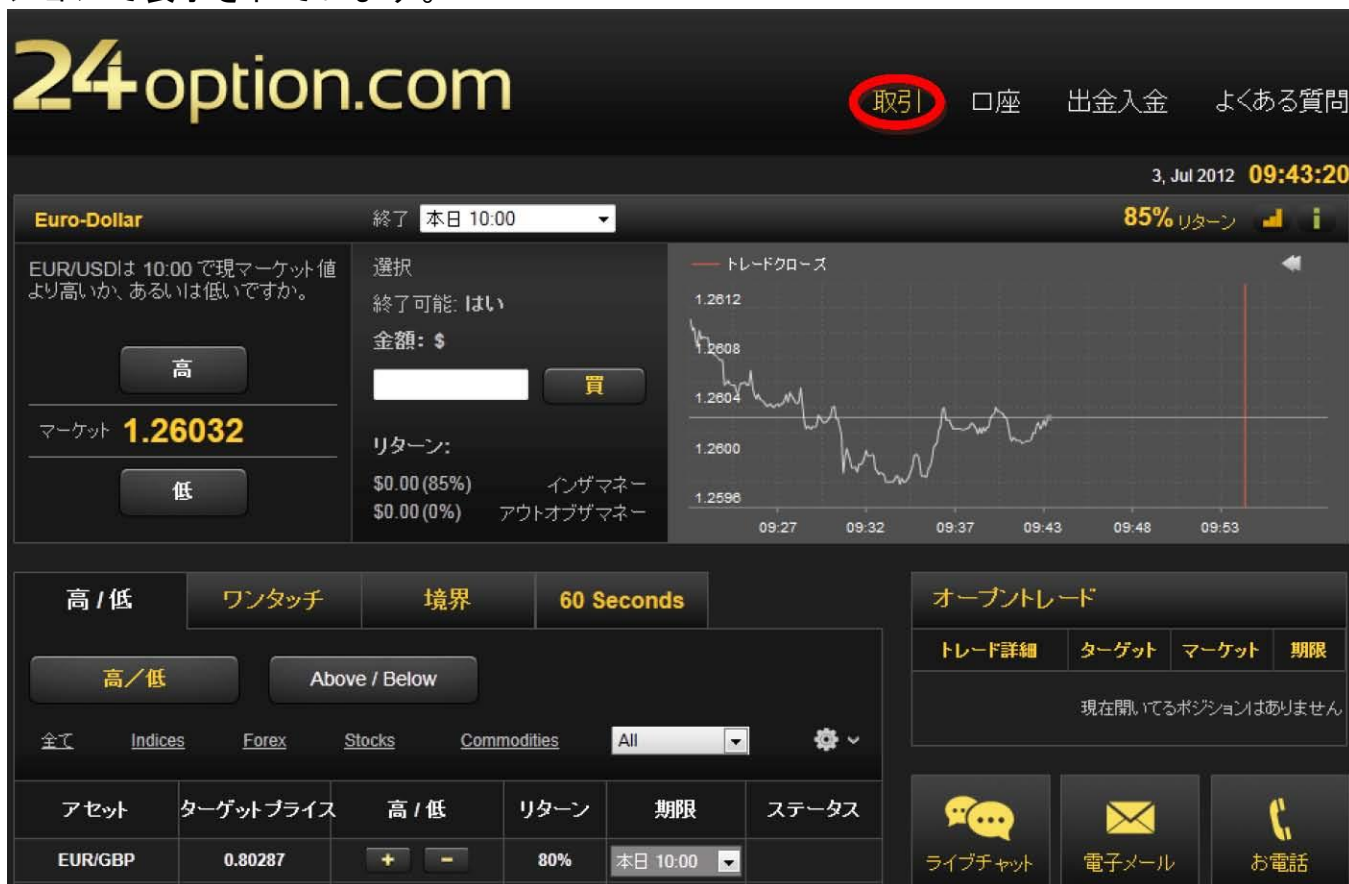 24option.com
取引 口座 出金入金 よくある質問
3, Jul 2012 09:43:20
Euro-Dollar 終了 本日 10:00 85% リターン
EUR/USDは 10:00 で現マーケット値
より高いか、あるいは低いですか。
高
マーケット 1.26032
低
選択
終了可能: はい
金額: $
買
リターン:
$0.00 (85%) インザマネー
$0.00 (0%) アウトオブザマネー
トレードクローズ
1.2612
1.2608
1.2604
1.2600
1.2596
09:27 09:32 09:37 09:43 09:48 09:53
高 / 低 ワンタッチ 境界 60 Seconds
高／低 Above / Below
全て Indices Forex Stocks Commodities All
アセット ターゲットプライス 高 / 低 リターン 期限 ステータス
EUR/GBP 0.80287 + - 80% 本日 10:00
オープントレード
トレード詳細 ターゲット マーケット 期限
現在開いてるポジションはありません
ライブチャット 電子メール お電話